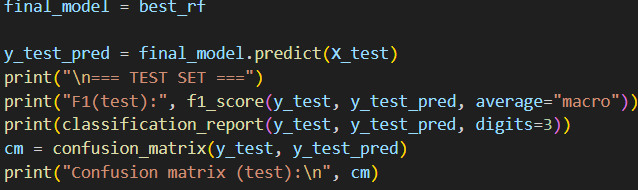 final_model = best_rf
y_test_pred = final_model.predict(X_test)
print("\n=== TEST SET ===")
print("F1(test):", f1_score(y_test, y_test_pred, average="macro"))
print(classification_report(y_test, y_test_pred, digits=3))
cm = confusion_matrix(y_test, y_test_pred)
print("Confusion matrix (test):\n", cm)